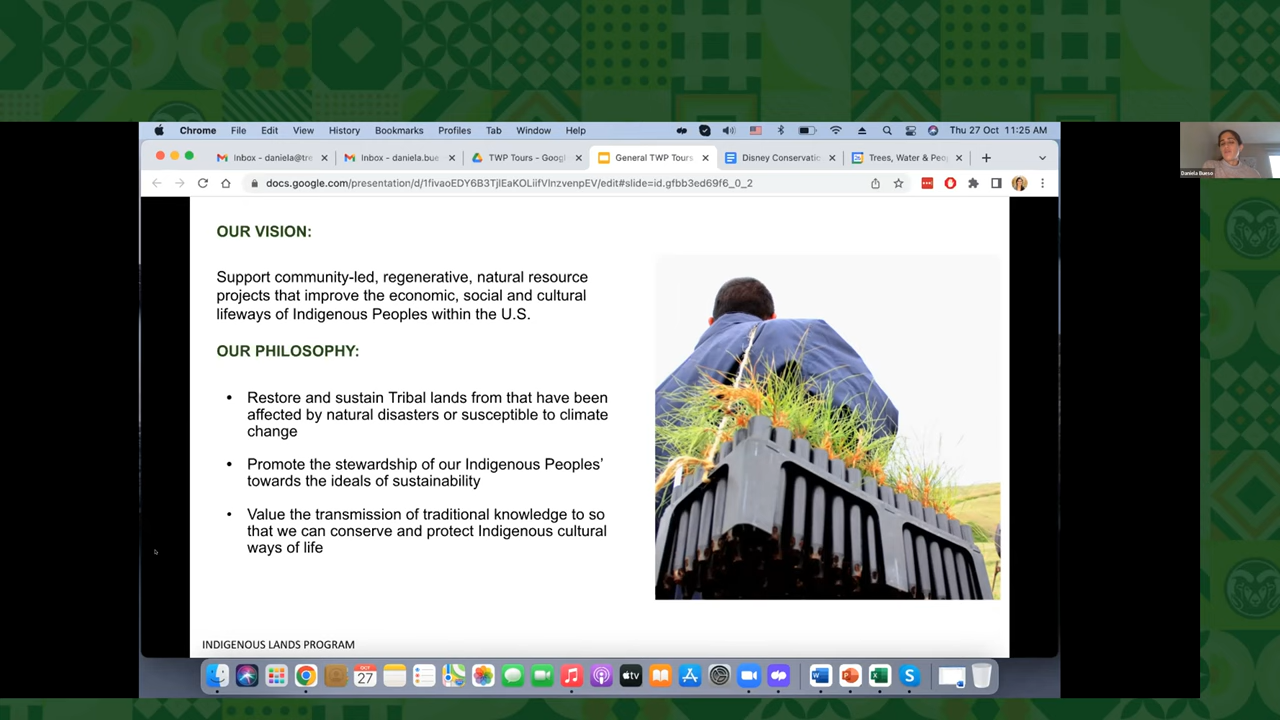 Chrome File Edit View History Bookmarks Profiles Tab Window Help Thu 27 Oct 11:25 AM
Inbox - daniela@tre Inbox - daniela.bue TWP Tours - Googl General TWP Tours Disney Conservatio Trees, Water & Peo
docs.google.com/presentation/d/1fivaoEDY6B3TjlEaKOLiifVlnzvenpEV/edit#slide=id.gfbb3ed69f6_0_2
Daniela Bueso
OUR VISION:
Support community-led, regenerative, natural resource
projects that improve the economic, social and cultural
lifeways of Indigenous Peoples within the U.S.
OUR PHILOSOPHY:
• Restore and sustain Tribal lands from that have been
affected by natural disasters or susceptible to climate
change
• Promote the stewardship of our Indigenous Peoples’
towards the ideals of sustainability
• Value the transmission of traditional knowledge to so
that we can conserve and protect Indigenous cultural
ways of life
INDIGENOUS LANDS PROGRAM
OCT
27
tv